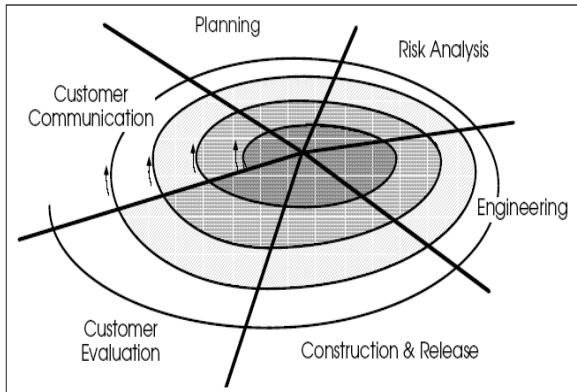 Planning
Risk Analysis
Customer
Communication
Engineering
Customer
Evaluation
Construction & Release